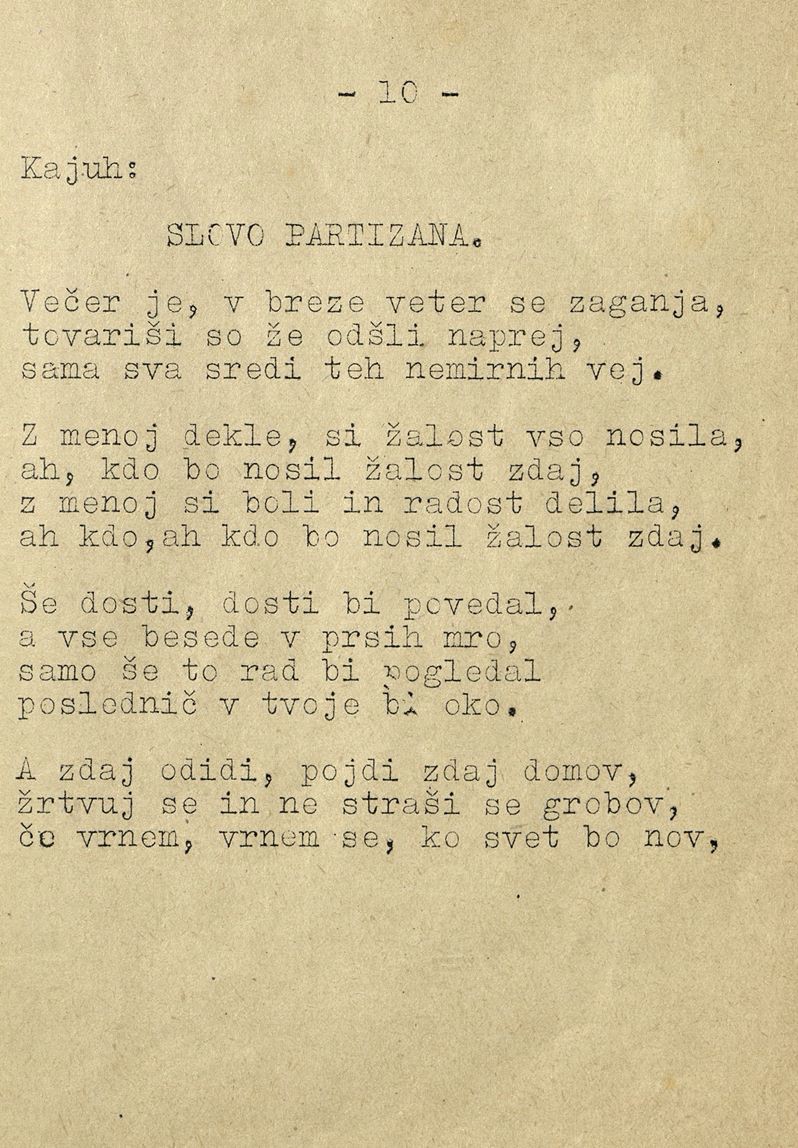 - 10 -
Kajuh:
SLOVO PARTIZANA.
Večer je, v breze veter se zaganja,
tovariši so že odšli naprej,
sama sva sredi teh nemirnih vej.
Z menoj dekle, si žalost vso nosila,
ah, kdo bo nosil žalost zdaj,
z menoj si boli in radost delila,
ah kdo,ah kdo bo nosil žalost zdaj.
Še dosti, dosti bi povedal,
a vse besede v prsih mro,
samo še to rad bi pogledal
poslednič v tvoje bi oko.
A zdaj odidi, pojdi zdaj domov,
žrtvuj se in ne straši se grobov,
če vrnem, vrnem se, ko svet bo nov,